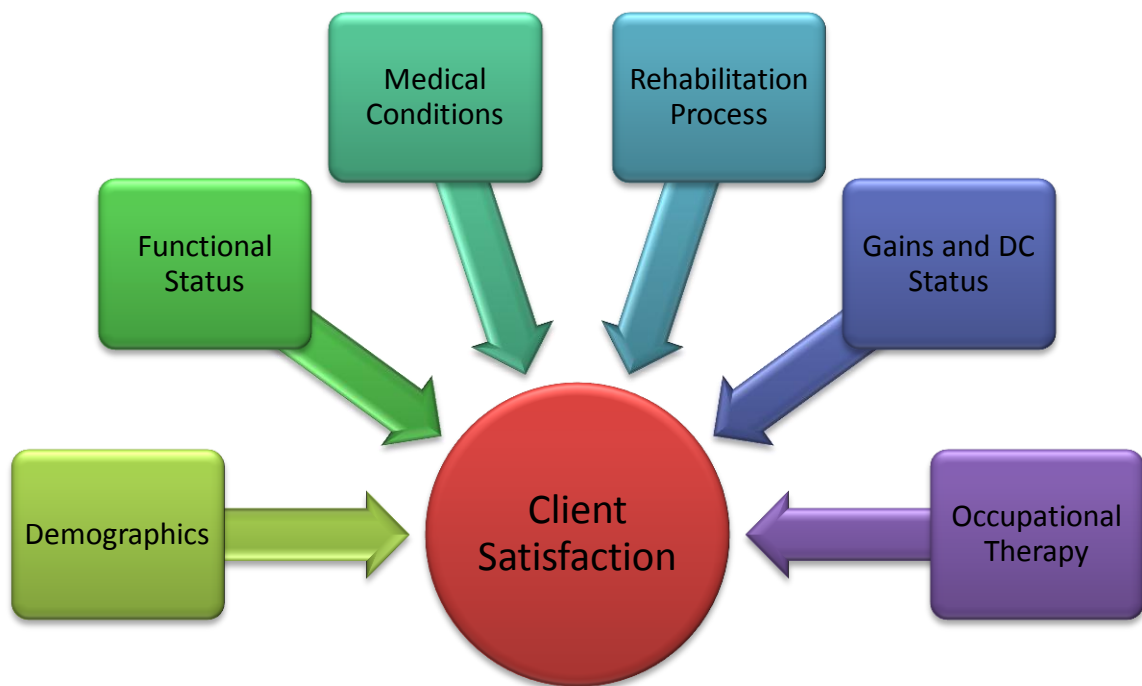 Medical
Conditions
Rehabilitation
Process
Functional
Status
Gains and DC
Status
Demographics
Client
Satisfaction
Occupational
Therapy